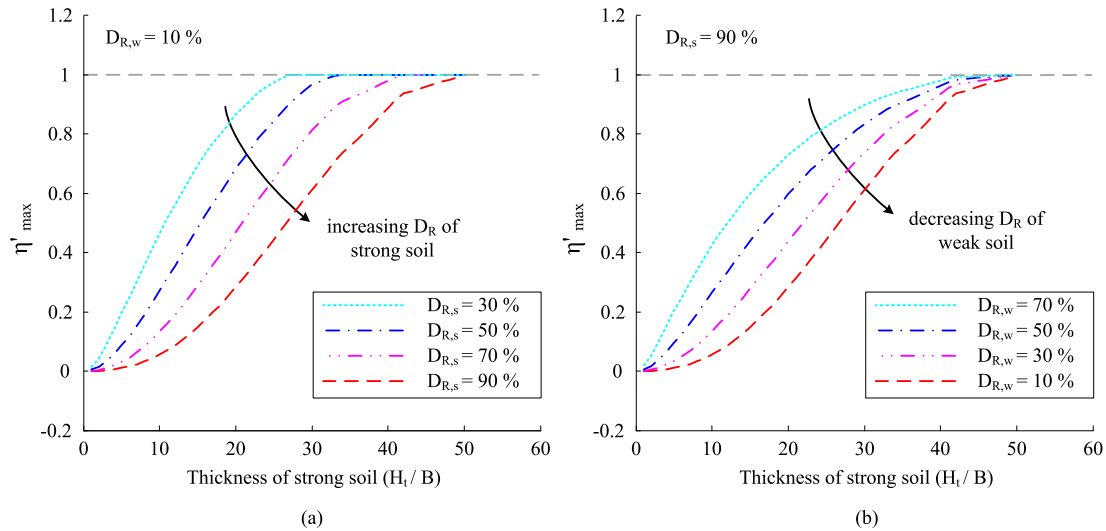 1.2
1
0.8
0.6
0.4
0.2
0
-0.2
η'max
D_R,w = 10 %
increasing D_R of
strong soil
D_R,s = 30 %
D_R,s = 50 %
D_R,s = 70 %
D_R,s = 90 %
0 10 20 30 40 50 60
Thickness of strong soil (H_t / B)
(a)
1.2
1
0.8
0.6
0.4
0.2
0
-0.2
η'max
D_R,s = 90 %
decreasing D_R of
weak soil
D_R,w = 70 %
D_R,w = 50 %
D_R,w = 30 %
D_R,w = 10 %
0 10 20 30 40 50 60
Thickness of strong soil (H_t / B)
(b)